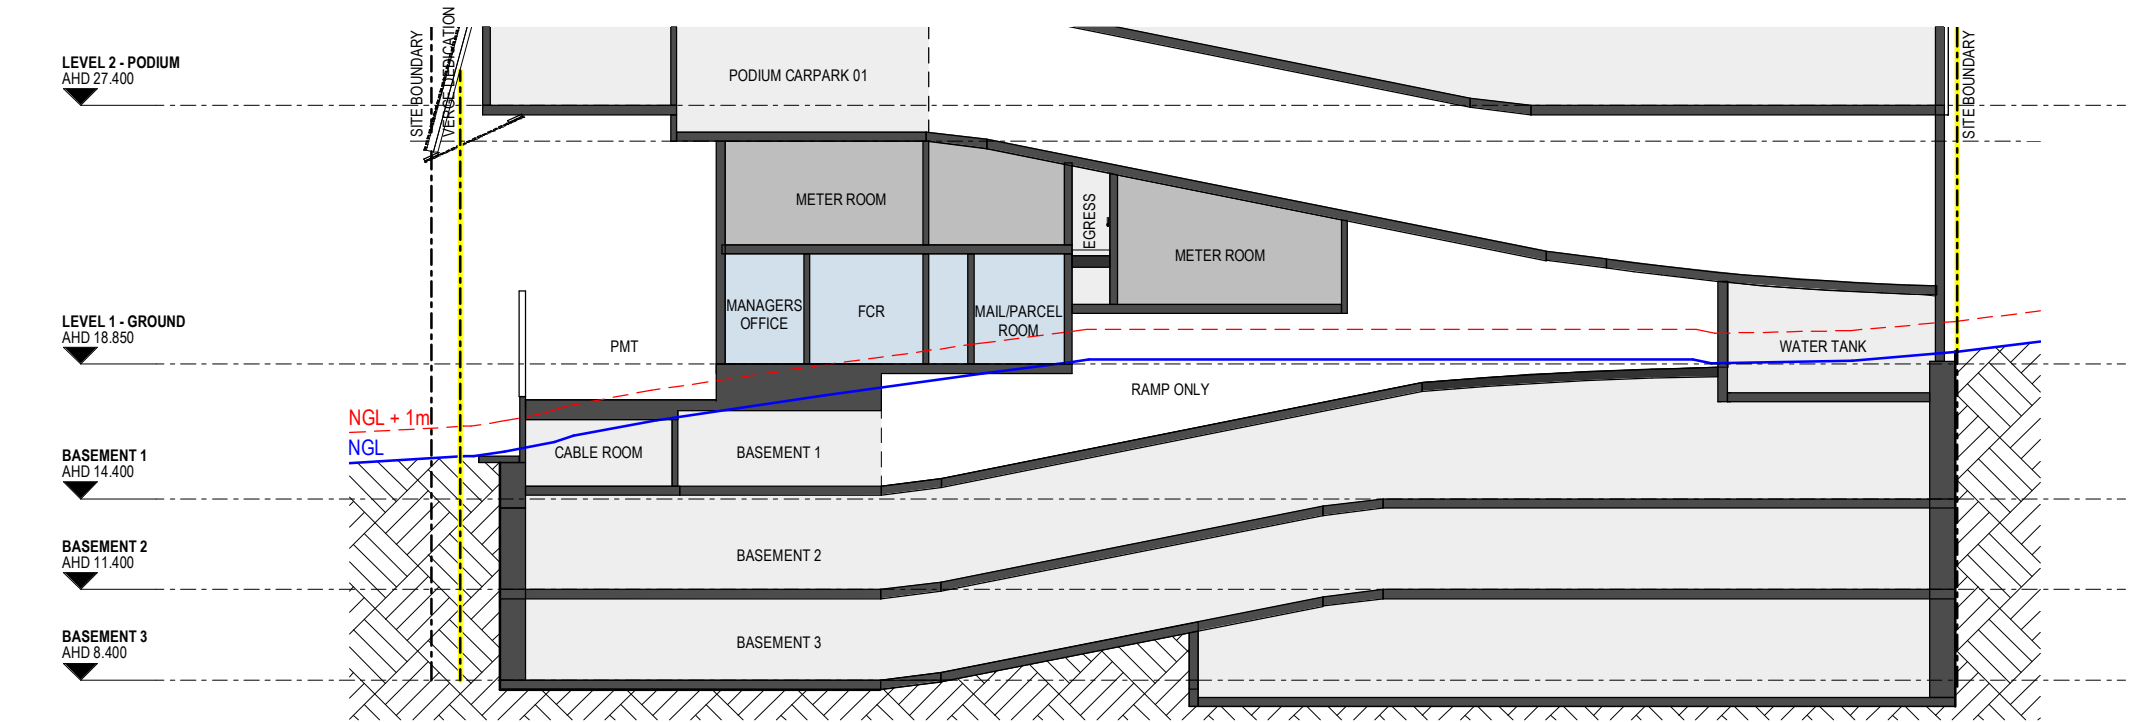 LEVEL 2 - PODIUM
AHD 27.400
SITE BOUNDARY
VERGE DEDICATION
PODIUM CARPARK 01
SITE BOUNDARY
METER ROOM
EGRESS
METER ROOM
LEVEL 1 - GROUND
AHD 18.850
MANAGERS
OFFICE
FCR
MAIL/PARCEL
ROOM
PMT
WATER TANK
RAMP ONLY
NGL + 1m
NGL
BASEMENT 1
AHD 14.400
CABLE ROOM
BASEMENT 1
BASEMENT 2
AHD 11.400
BASEMENT 2
BASEMENT 3
AHD 8.400
BASEMENT 3